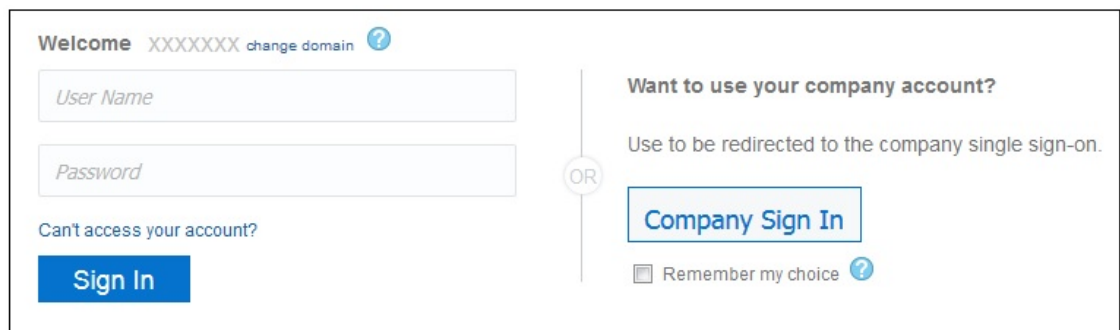 Welcome XXXXXXX change domain ?
User Name
Password
Can't access your account?
Sign In
OR
Want to use your company account?
Use to be redirected to the company single sign-on.
Company Sign In
Remember my choice ?